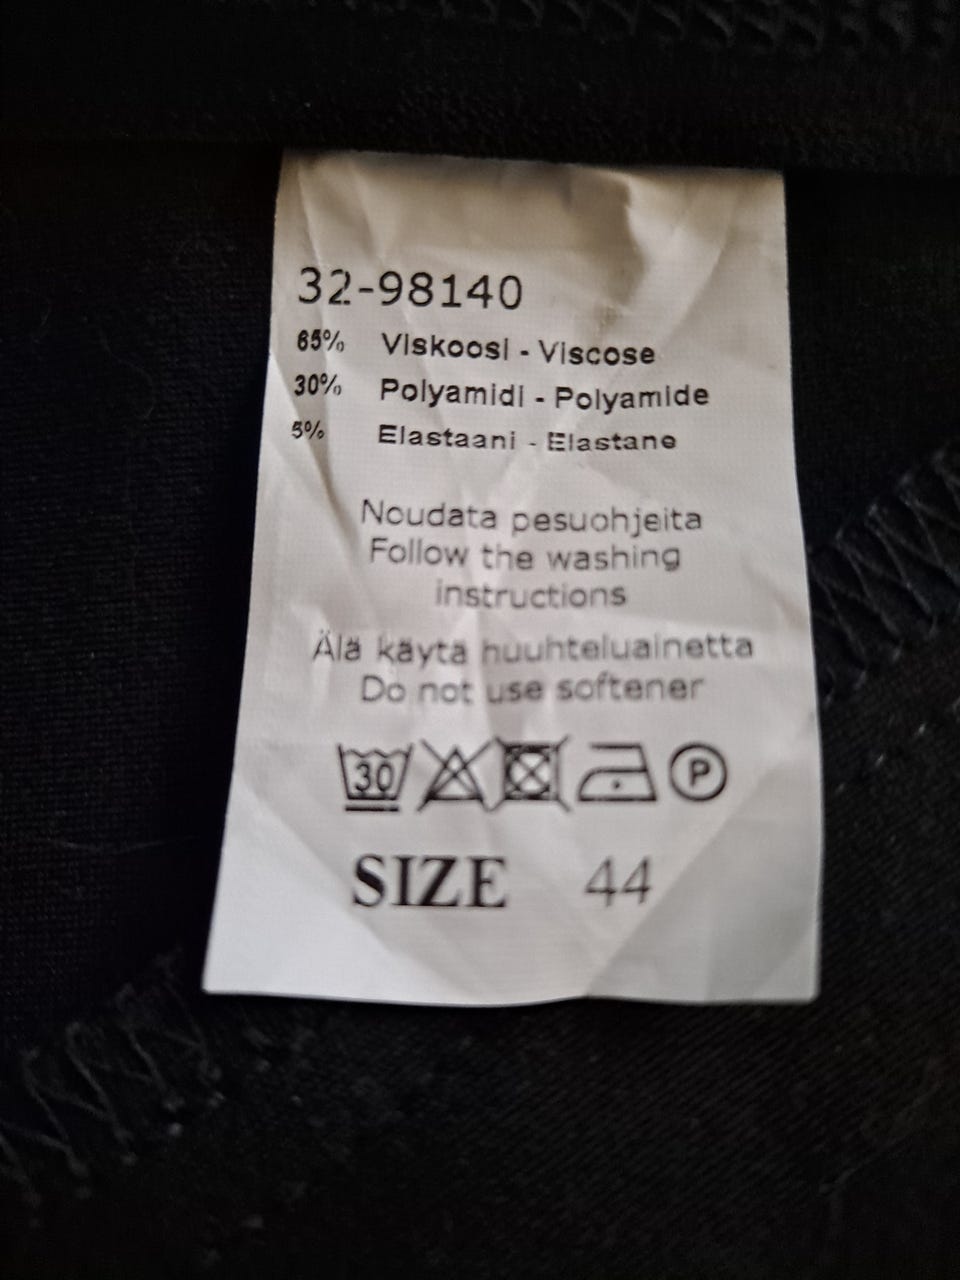 32-98140
65% Viskoosi - Viscose
30% Polyamidi - Polyamide
5% Elastaani - Elastane
Noudata pesuohjeita
Follow the washing
instructions
Älä käytä huuhteluainetta
Do not use softener
30 P
SIZE 44